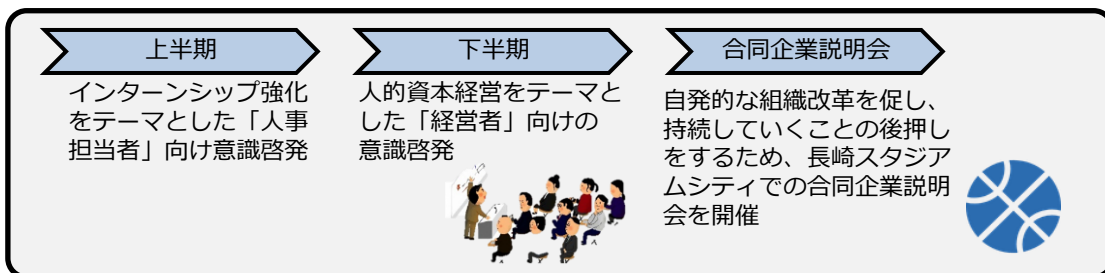 上半期
インターンシップ強化
をテーマとした「人事
担当者」向け意識啓発
下半期
人的資本経営をテーマと
した「経営者」向けの
意識啓発
合同企業説明会
自発的な組織改革を促し、
持続していくことの後押し
をするため、長崎スタジア
ムシティでの合同企業説明
会を開催